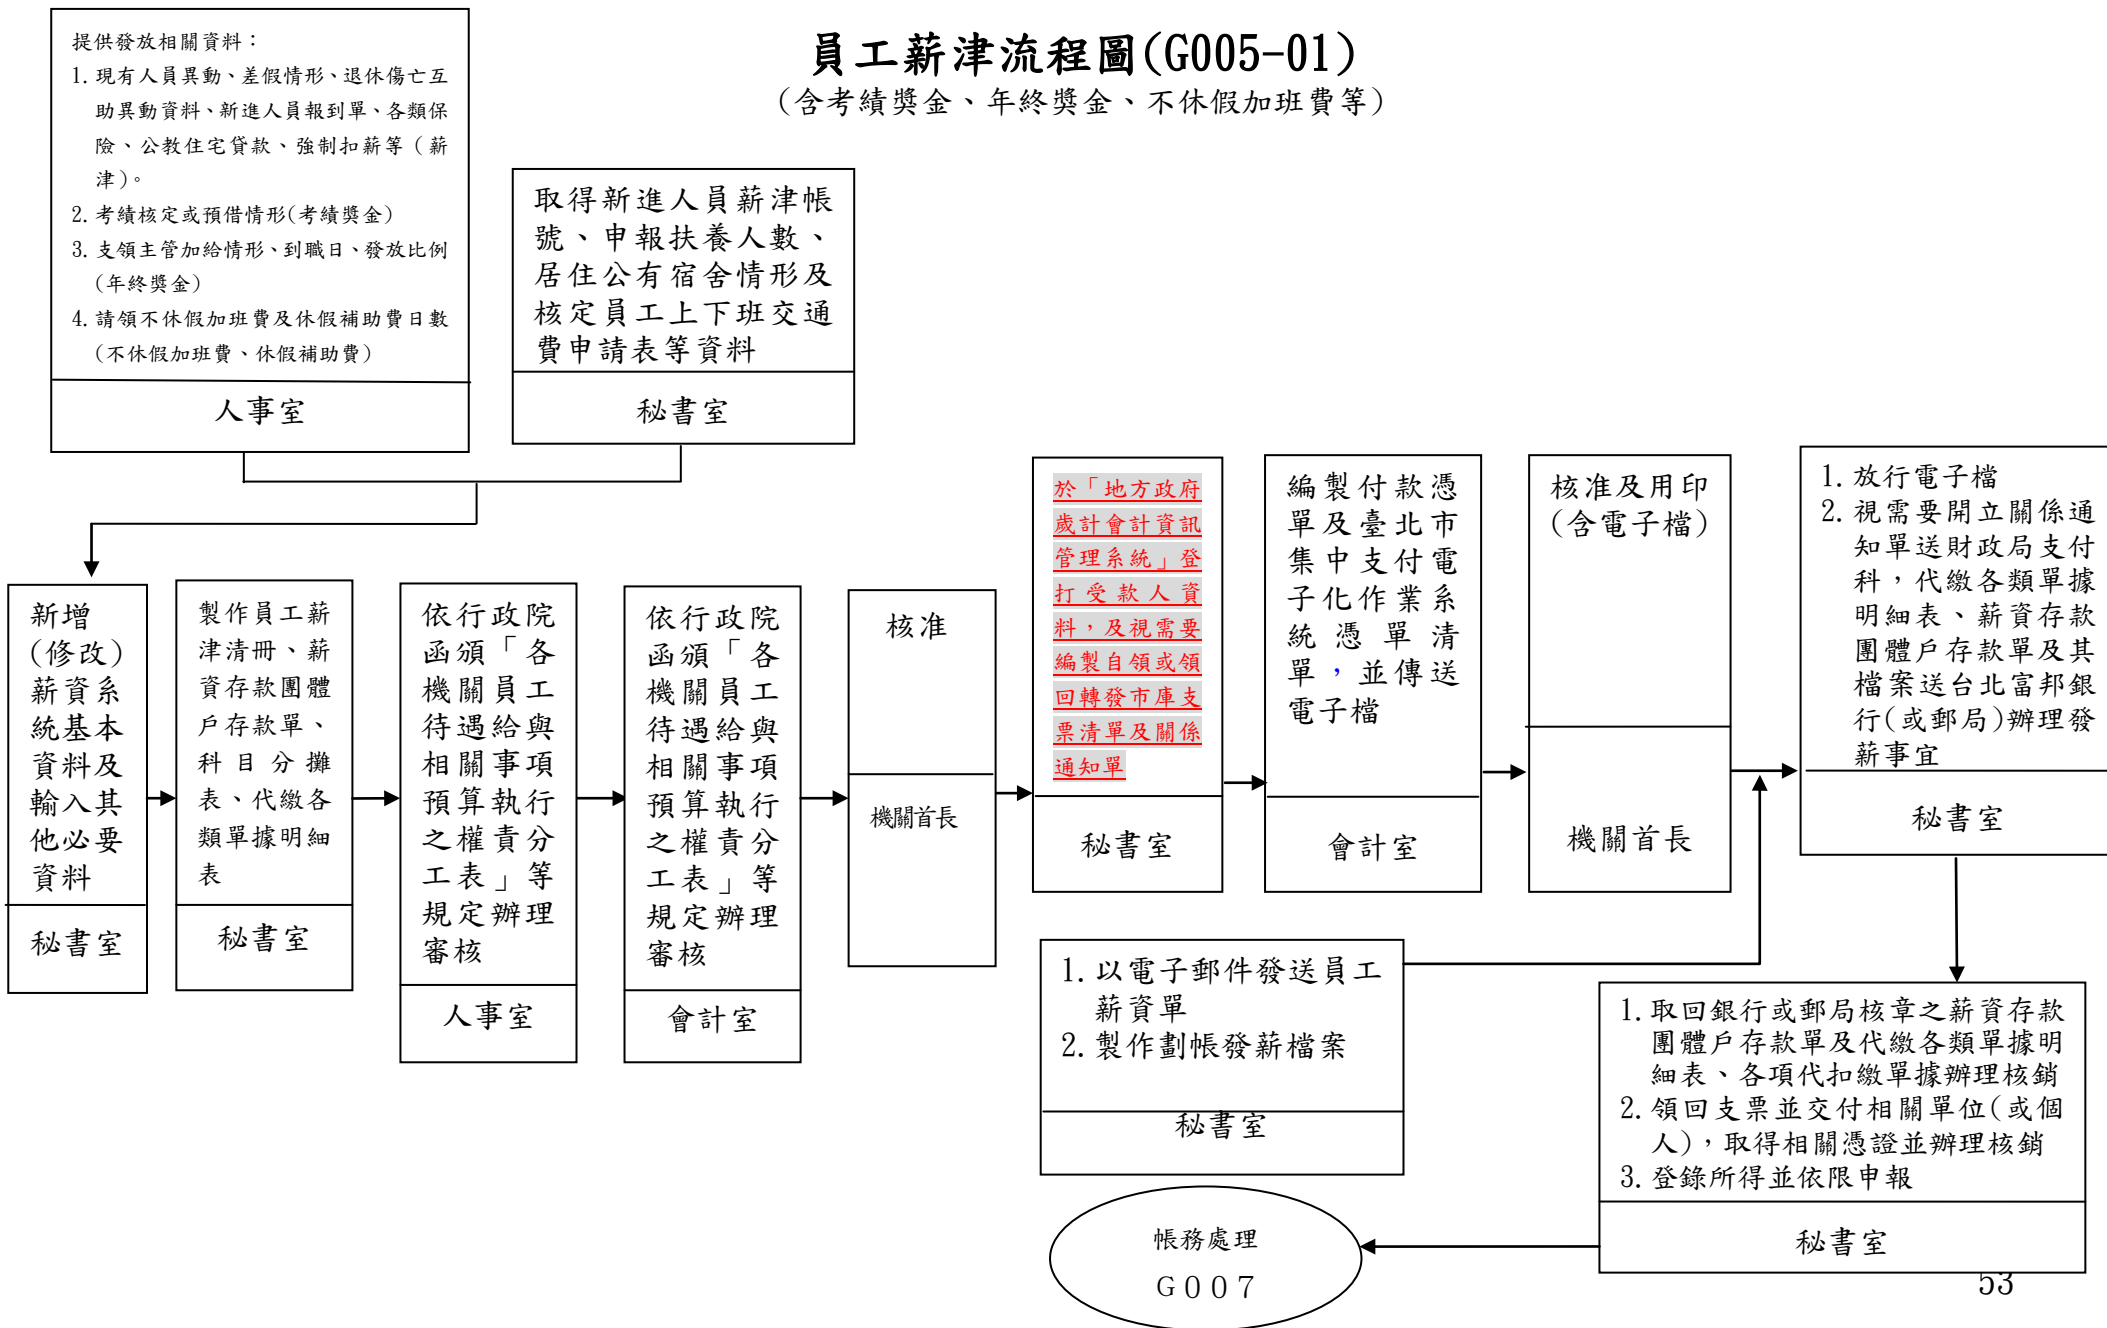 員工薪津流程圖(G005-01)
(含考績獎金、年終獎金、不休假加班費等)
提供發放相關資料：
1. 現有人員異動、差假情形、退休傷亡互
助異動資料、新進人員報到單、各類保
險、公教住宅貸款、強制扣薪等（薪
津）。
2. 考績核定或預借情形(考績獎金)
3. 支領主管加給情形、到職日、發放比例
(年終獎金)
4. 請領不休假加班費及休假補助費日數
(不休假加班費、休假補助費)
人事室
取得新進人員薪津帳
號、申報扶養人數、
居住公有宿舍情形及
核定員工上下班交通
費申請表等資料
秘書室
新增
(修改)
薪資系
統基本
資料及
輸入其
他必要
資料
秘書室
製作員工薪
津清冊、薪
資存款團體
戶存款單、
科目分攤
表、代繳各
類單據明細
表
秘書室
依行政院
函頒「各
機關員工
待遇給與
相關事項
預算執行
之權責分
工表」等
規定辦理
審核
人事室
依行政院
函頒「各
機關員工
待遇給與
相關事項
預算執行
之權責分
工表」等
規定辦理
審核
會計室
核准
機關首長
於「地方政府
歲計會計資訊
管理系統」登
打受款人資
料，及視需要
編製自領或領
回轉發市庫支
票清單及關係
通知單
秘書室
編製付款憑
單及臺北市
集中支付電
子化作業系
統憑單清
單，並傳送
電子檔
會計室
核准及用印
(含電子檔)
機關首長
1. 放行電子檔
2. 視需要開立關係通
知單送財政局支付
科，代繳各類單據
明細表、薪資存款
團體戶存款單及其
檔案送台北富邦銀
行(或郵局)辦理發
薪事宜
秘書室
1. 以電子郵件發送員工
薪資單
2. 製作劃帳發薪檔案
秘書室
1. 取回銀行或郵局核章之薪資存款
團體戶存款單及代繳各類單據明
細表、各項代扣繳單據辦理核銷
2. 領回支票並交付相關單位(或個
人)，取得相關憑證並辦理核銷
3. 登錄所得並依限申報
秘書室
帳務處理
Ｇ００７
53